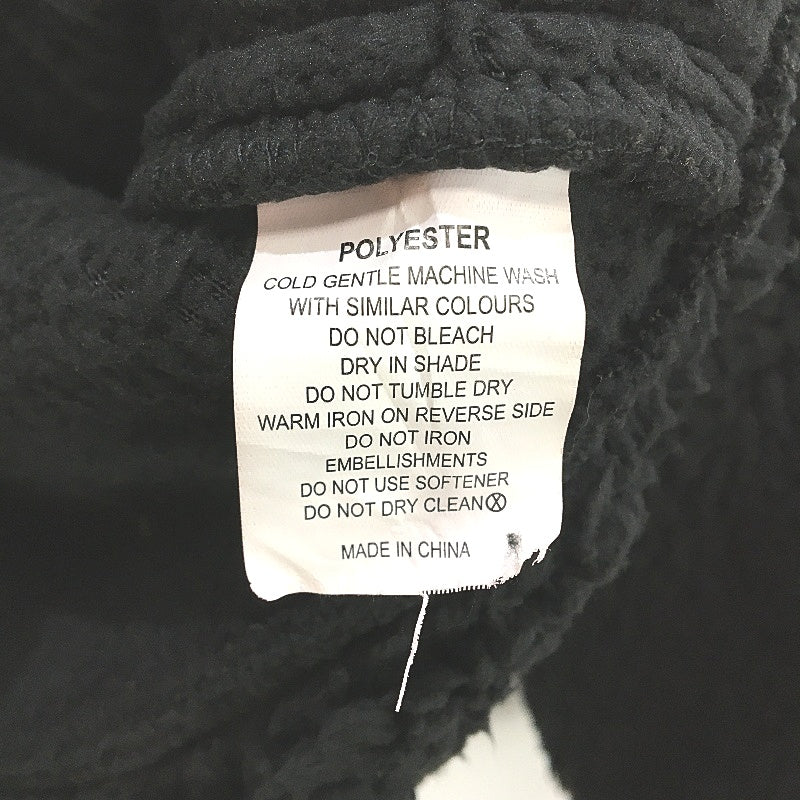 POLYESTER
COLD GENTLE MACHINE WASH
WITH SIMILAR COLOURS
DO NOT BLEACH
DRY IN SHADE
DO NOT TUMBLE DRY
WARM IRON ON REVERSE SIDE
DO NOT IRON
EMBELLISHMENTS
DO NOT USE SOFTENER
DO NOT DRY CLEANⓍ
MADE IN CHINA